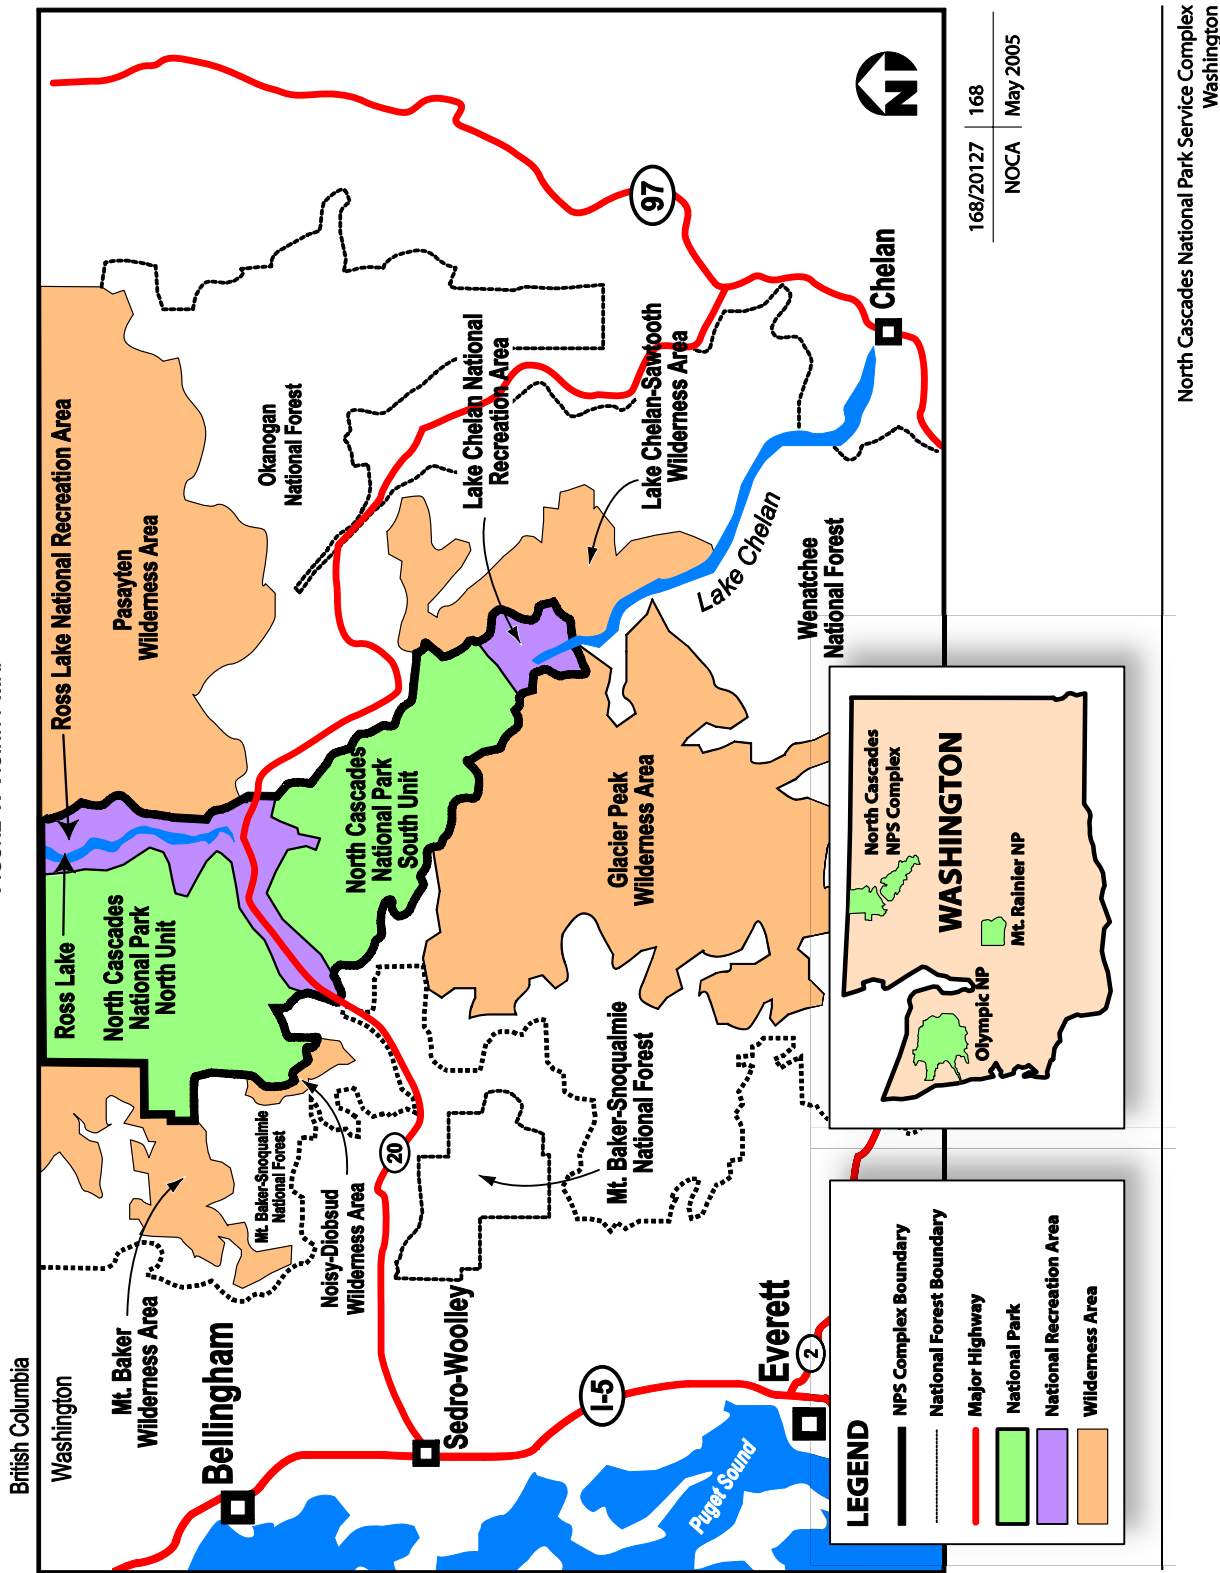 British Columbia
Washington
Ross Lake
Ross Lake National Recreation Area
North Cascades
National Park
North Unit
Pasayten
Wilderness Area
Mt. Baker
Wilderness Area
Bellingham
Mt. Baker-Snoqualmie
National Forest
Noisy-Diobsud
Wilderness Area
Okanogan
National Forest
North Cascades
National Park
South Unit
20
Sedro-Woolley
Lake Chelan National
Recreation Area
Glacier Peak
Wilderness Area
Mt. Baker-Snoqualmie
National Forest
Lake Chelan-Sawtooth
Wilderness Area
97
I-5
Lake Chelan
Puget Sound
Everett
2
Wenatchee
National Forest
Chelan
N
LEGEND
NPS Complex Boundary
National Forest Boundary
Major Highway
National Park
National Recreation Area
Wilderness Area
North Cascades
NPS Complex
WASHINGTON
Olympic NP
Mt. Rainier NP
168/20127 168
NOCA May 2005
North Cascades National Park Service Complex
Washington